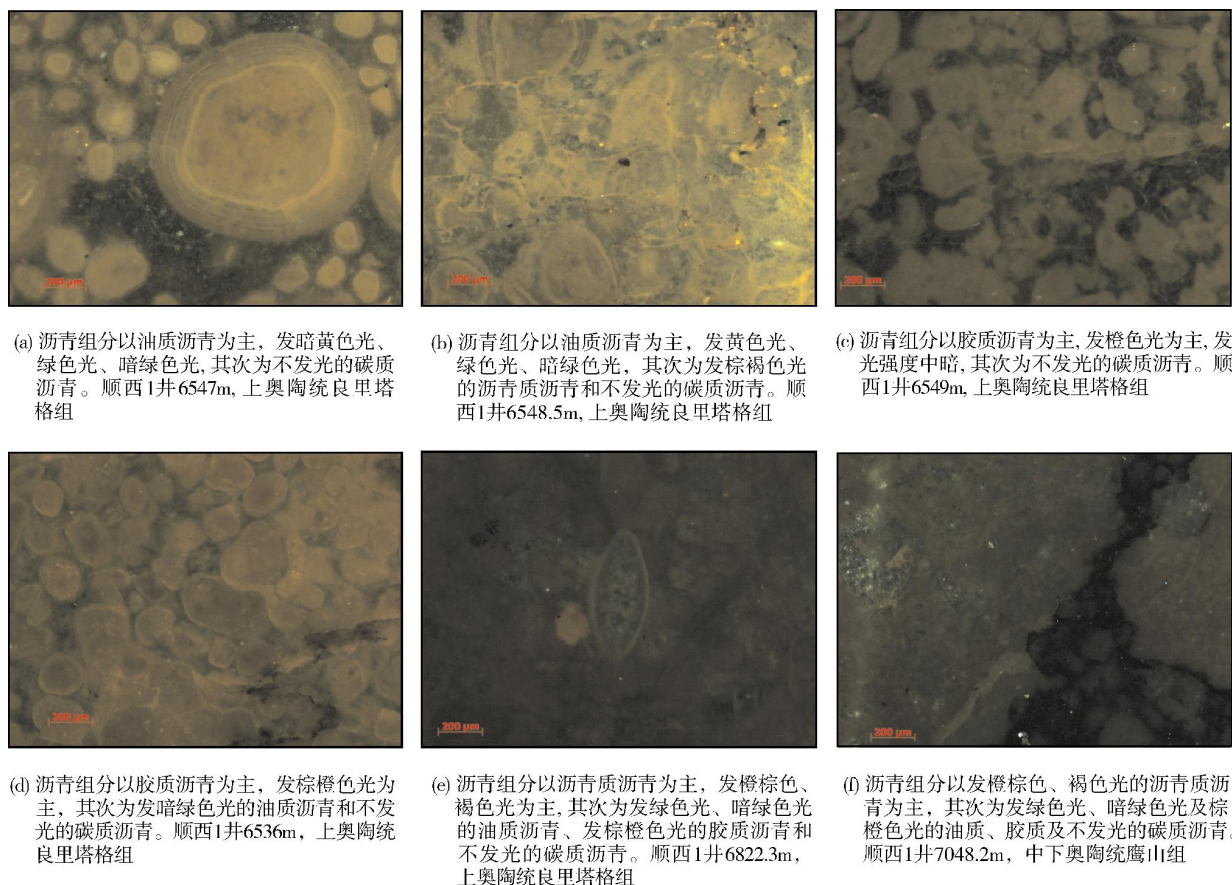 200 μm
200 μm
200 μm
(a) 沥青组分以油质沥青为主，发暗黄色光、
绿色光、暗绿色光,其次为不发光的碳质
沥青。顺西1井6547m, 上奥陶统良里塔
格组
(b) 沥青组分以油质沥青为主，发黄色光、
绿色光、暗绿色光，其次为发棕褐色光
的沥青质沥青和不发光的碳质沥青。顺
西1井6548.5m, 上奥陶统良里塔格组
(c) 沥青组分以胶质沥青为主,发橙色光为主，发
光强度中暗,其次为不发光的碳质沥青。顺
西1井6549m, 上奥陶统良里塔格组
200 μm
200 μm
200 μm
(d) 沥青组分以胶质沥青为主，发棕橙色光为
主，其次为发暗绿色光的油质沥青和不发
光的碳质沥青。顺西1井6536m，上奥陶统
良里塔格组
(e) 沥青组分以沥青质沥青为主，发橙棕色、
褐色光为主,其次为发绿色光、暗绿色光
的油质沥青、发棕橙色光的胶质沥青和
不发光的碳质沥青。顺西1井6822.3m，
上奥陶统良里塔格组
(f) 沥青组分以发橙棕色、褐色光的沥青质沥
青为主，其次为发绿色光、暗绿色光及棕
橙色光的油质、胶质及不发光的碳质沥青。
顺西1井7048.2m，中下奥陶统鹰山组